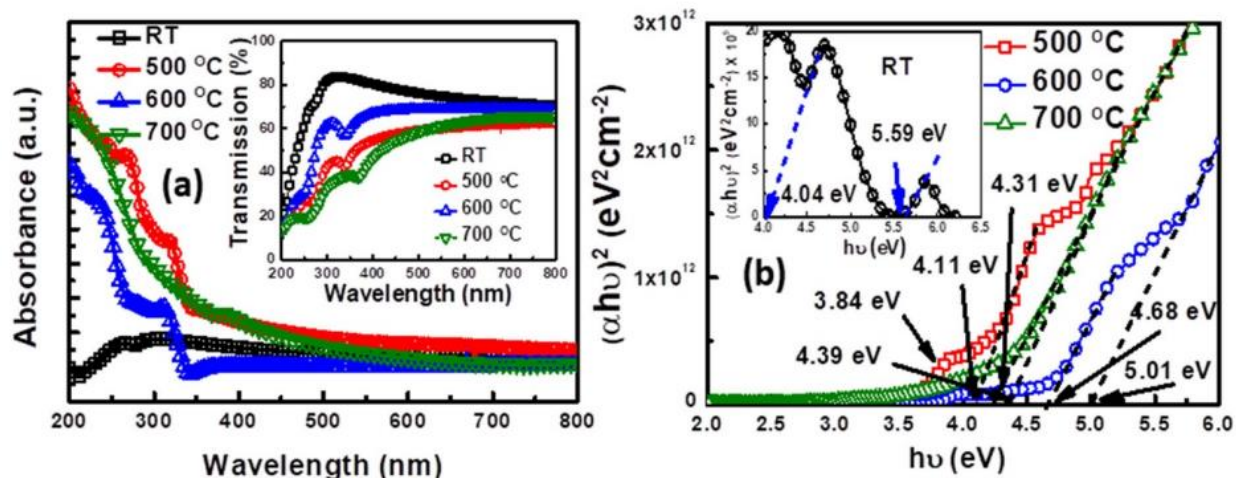 RT
500 °C
600 °C
700 °C
(a)
Absorbance (a.u.)
200 300 400 500 600 700 800
Wavelength (nm)
Transmission (%)
100
80
60
40
20
0
RT
500 °C
600 °C
700 °C
200 300 400 500 600 700 800
Wavelength (nm)
(αhυ)² (eV²cm⁻²)
3x10¹²
2x10¹²
1x10¹²
0
500 °C
600 °C
700 °C
(b)
4.31 eV
4.11 eV
3.84 eV
4.39 eV
4.68 eV
5.01 eV
2.0 2.5 3.0 3.5 4.0 4.5 5.0 5.5 6.0
hυ (eV)
20
15
10
5
0
RT
5.59 eV
4.04 eV
4.0 4.5 5.0 5.5 6.0 6.5
hυ (eV)